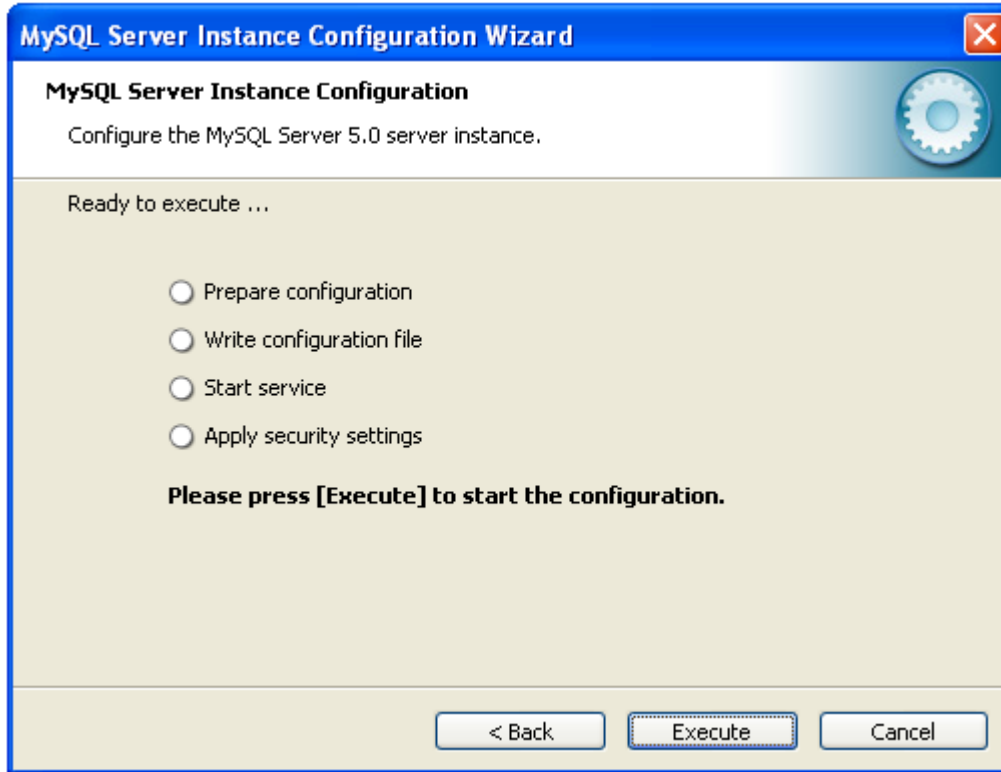 MySQL Server Instance Configuration Wizard
MySQL Server Instance Configuration
Configure the MySQL Server 5.0 server instance.
Ready to execute ...
Prepare configuration
Write configuration file
Start service
Apply security settings
Please press [Execute] to start the configuration.
< Back Execute Cancel